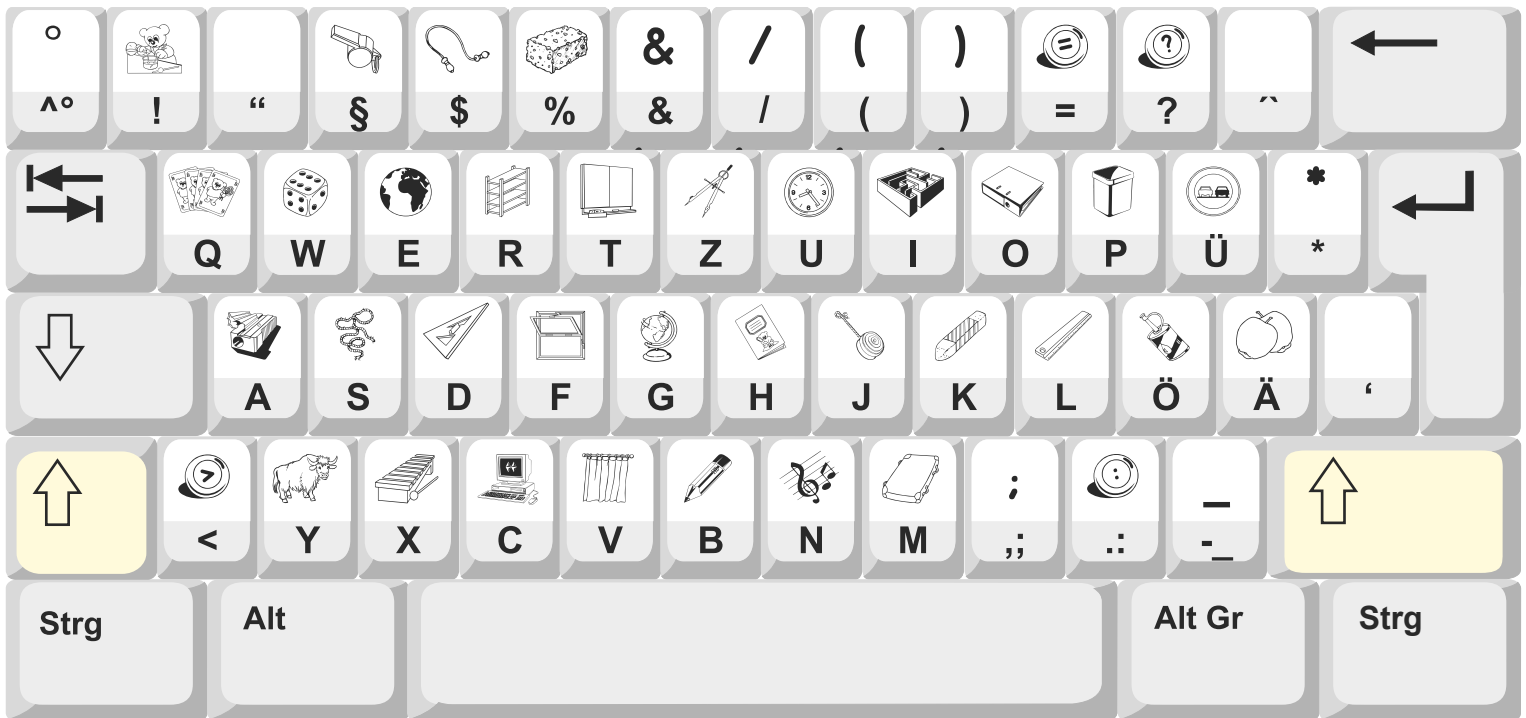 ° & / ( )
^° ! “ § $ % & / ( ) = ? ^`
Q W E R T Z U I O P Ü *
A S D F G H J K L Ö Ä ‘
< Y X C V B N M ,; .: -_
Strg Alt Alt Gr Strg